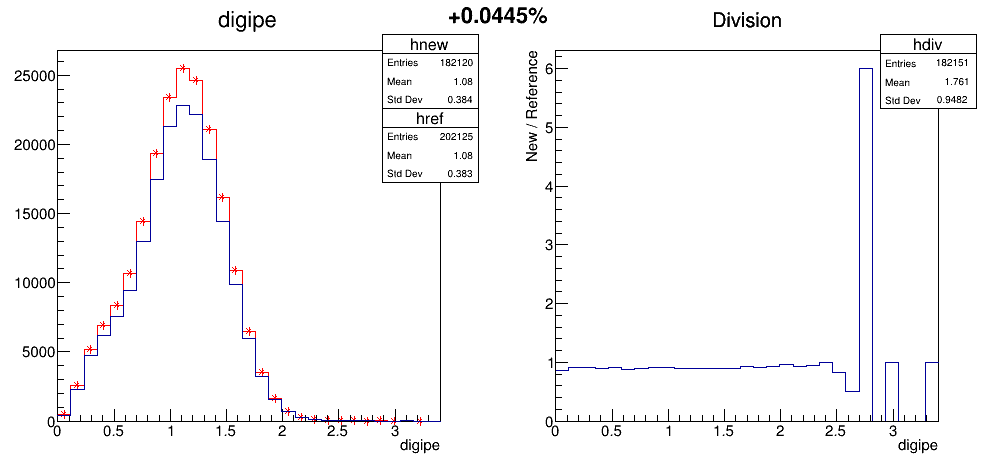 +0.0445%
digipe
hnew
Entries 182120
Mean 1.08
Std Dev 0.384
href
Entries 202125
Mean 1.08
Std Dev 0.383
25000
20000
15000
10000
5000
0
0 0.5 1 1.5 2 2.5 3
digipe
Division
hdiv
Entries 182151
Mean 1.761
Std Dev 0.9482
New / Reference
6
5
4
3
2
1
0
0 0.5 1 1.5 2 2.5 3
digipe